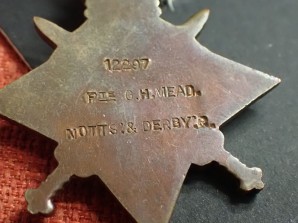 12297
PTE G.H.MEAD.
NOTTS: & DERBY: R.